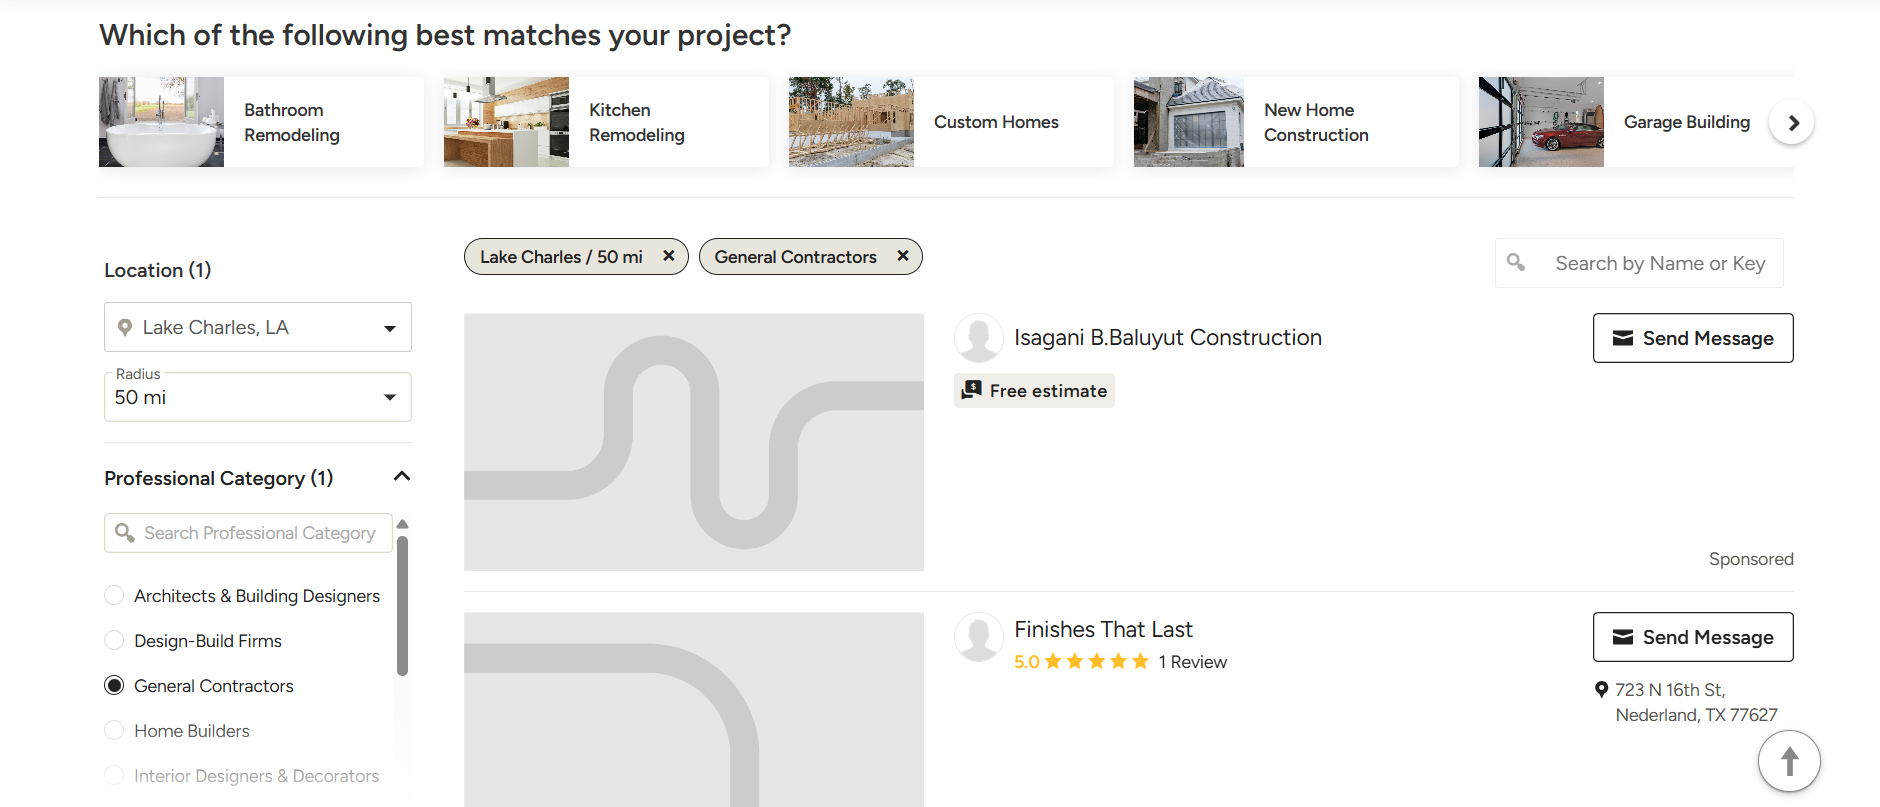 Which of the following best matches your project?
Bathroom
Remodeling
Kitchen
Remodeling
Custom Homes
New Home
Construction
Garage Building
Location (1)
Lake Charles, LA
Radius
50 mi
Professional Category (1)
Search Professional Category
Architects & Building Designers
Design-Build Firms
General Contractors
Home Builders
Interior Designers & Decorators
Lake Charles / 50 mi
General Contractors
Search by Name or Key
Isagani B.Baluyut Construction
Free estimate
Send Message
Sponsored
Finishes That Last
5.0 1 Review
Send Message
723 N 16th St,
Nederland, TX 77627